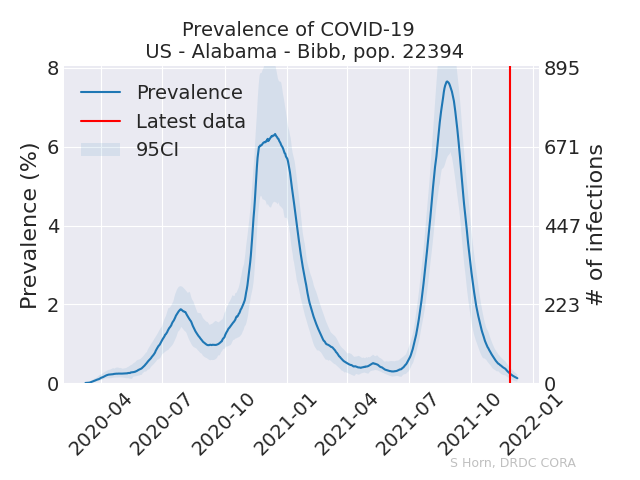 Prevalence of COVID-19
US - Alabama - Bibb, pop. 22394
Prevalence
Latest data
95CI
Prevalence (%)
8
6
4
2
0
895
671
447
223
0
# of infections
2020-04
2020-07
2020-10
2021-01
2021-04
2021-07
2021-10
2022-01
S Horn, DRDC CORA